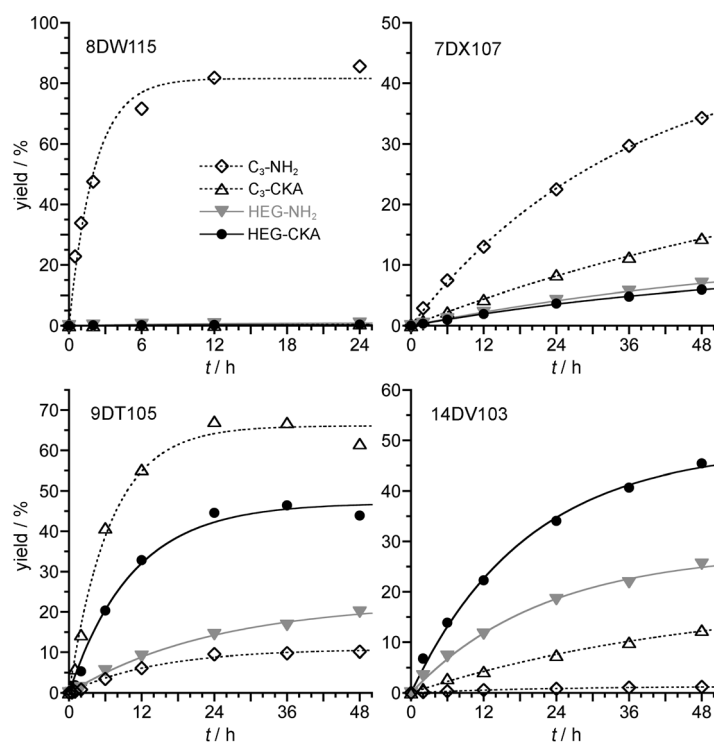 8DW115
yield / %
100
80
60
40
20
0
C₃-NH₂
C₃-CKA
HEG-NH₂
HEG-CKA
0 6 12 18 24
t / h
7DX107
50
40
30
20
10
0
0 12 24 36 48
t / h
9DT105
yield / %
70
60
50
40
30
20
10
0
0 12 24 36 48
t / h
14DV103
60
50
40
30
20
10
0
0 12 24 36 48
t / h